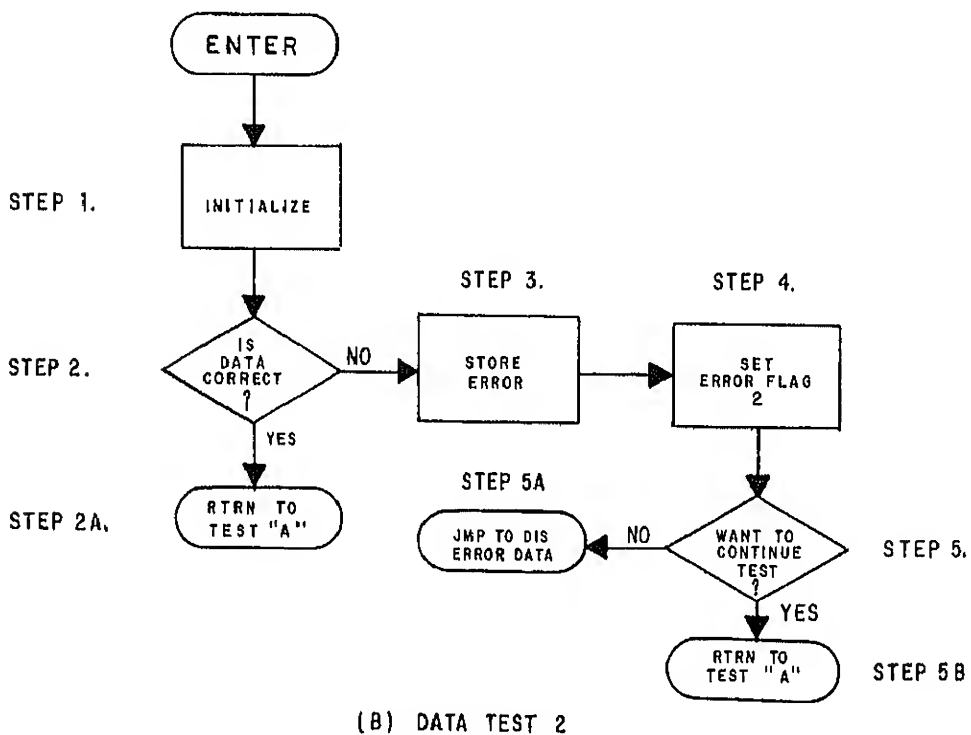 ENTER
STEP 1.
INITIALIZE
STEP 2.
IS
DATA
CORRECT
?
NO
YES
STEP 2A.
RTRN TO
TEST "A"
STEP 3.
STORE
ERROR
STEP 4.
SET
ERROR FLAG
2
STEP 5.
WANT TO
CONTINUE
TEST
?
NO
STEP 5A
JMP TO DIS
ERROR DATA
YES
RTRN TO
TEST "A"
STEP 5B
(B) DATA TEST 2